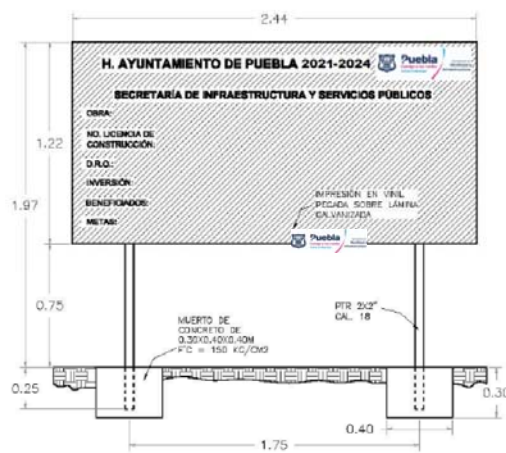 2.44
H. AYUNTAMIENTO DE PUEBLA 2021-2024
Puebla
SECRETARÍA DE INFRAESTRUCTURA Y SERVICIOS PÚBLICOS
OBRA:
NO. LICENCIA DE
CONSTRUCCIÓN:
D.R.O.:
INVERSIÓN:
BENEFICIADOS:
METAS:
IMPRESIÓN EN VINIL
PEGADA SOBRE LÁMINA
GALVANIZADA
Puebla
1.22
1.97
0.75
MUERTO DE
CONCRETO DE
0.30X0.40X0.40M
F'C = 150 KG/CM2
PTR 2X2"
CAL. 18
0.25
0.30
0.40
1.75